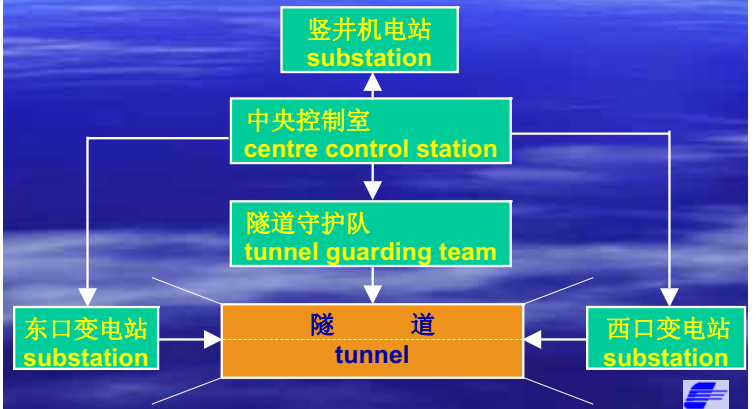 竖井机电站
substation
中央控制室
centre control station
隧道守护队
tunnel guarding team
东口变电站
substation
隧 道
tunnel
西口变电站
substation